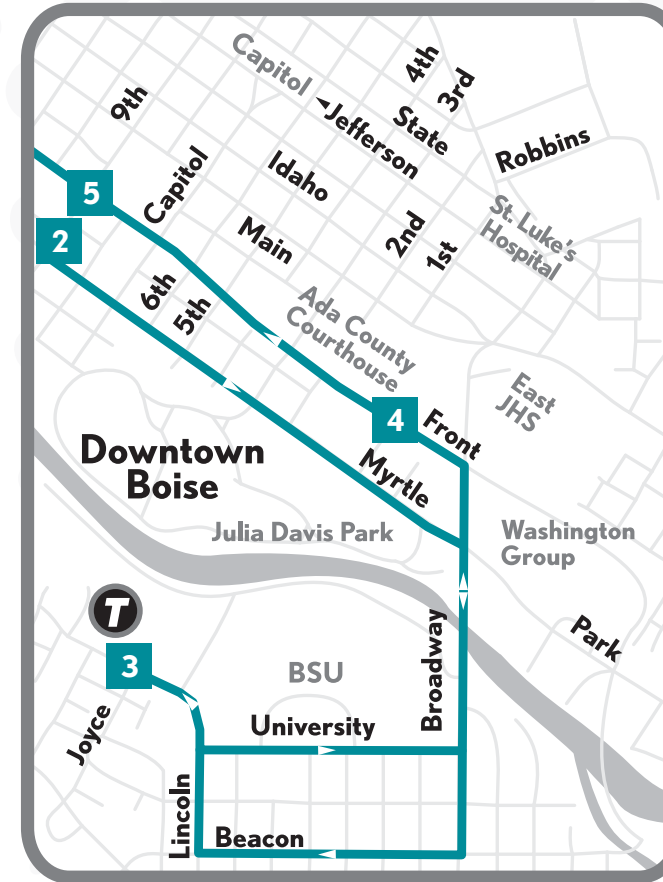 Capitol
4th
3rd
Jefferson
State
9th
Robbins
Idaho
Capitol
5
St. Luke's
Hospital
2nd
1st
Main
2
6th
5th
Ada County
Courthouse
East
JHS
4
Front
Downtown
Boise
Myrtle
Julia Davis Park
Washington
Group
T
Park
3
BSU
Broadway
Joyce
University
Lincoln
Beacon